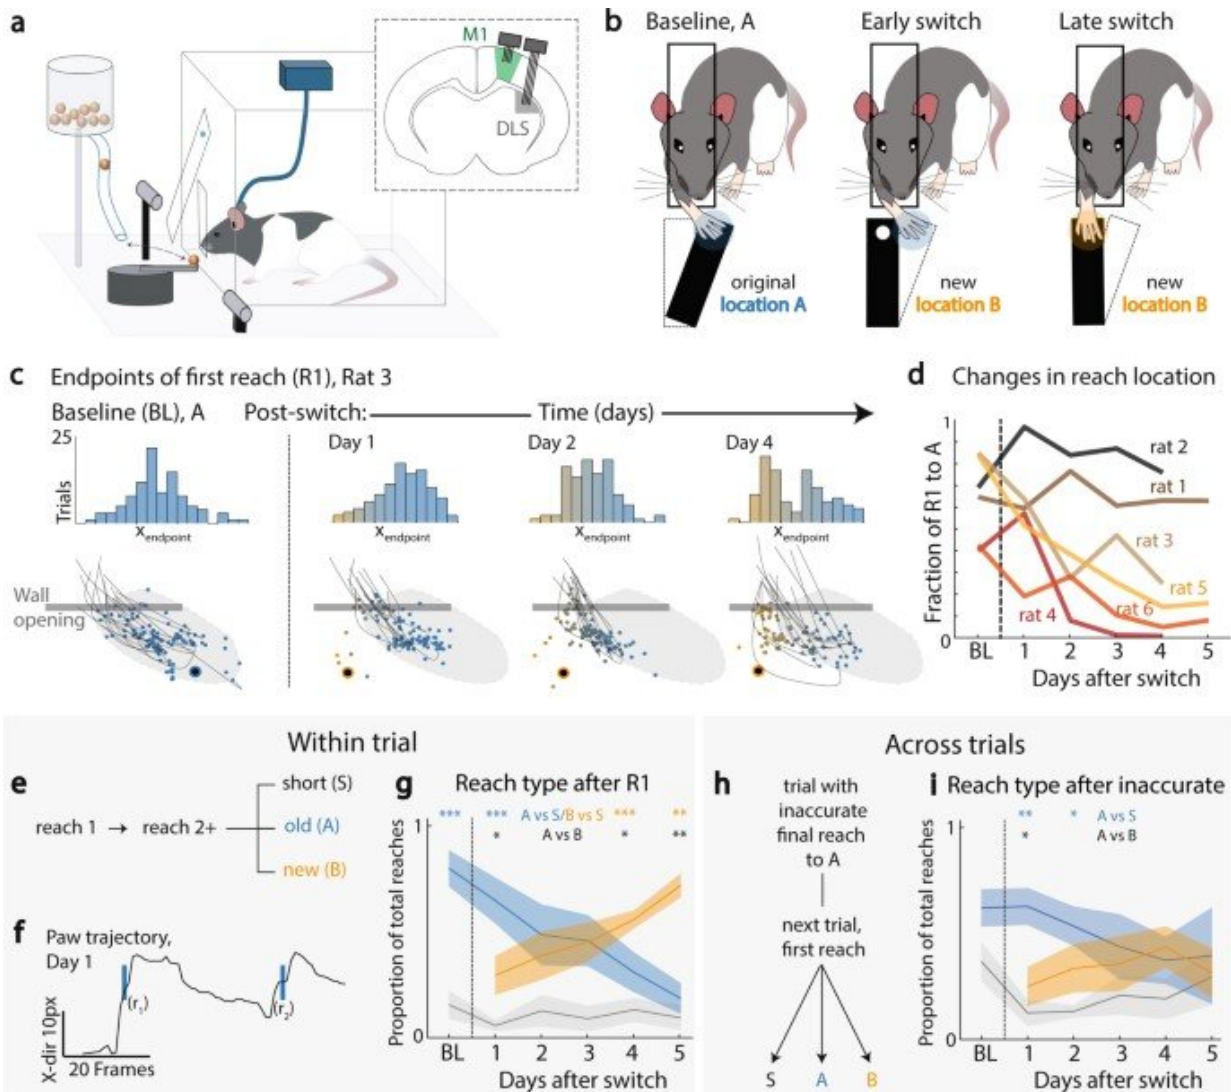 a
M1
DLS
b
Baseline, A
Early switch
Late switch
original
location A
new
location B
new
location B
c
Endpoints of first reach (R1), Rat 3
Baseline (BL), A
Post-switch:
Time (days)
25
Trials
Day 1
Day 2
Day 4
x endpoint
x endpoint
x endpoint
x endpoint
Wall
opening
d
Changes in reach location
Fraction of R1 to A
1
0
rat 2
rat 1
rat 3
rat 5
rat 6
rat 4
BL 1 2 3 4 5
Days after switch
Within trial
e
reach 1 → reach 2+
short (S)
old (A)
new (B)
f
Paw trajectory,
Day 1
(r1)
(r2)
X-dir 10px
20 Frames
g
Reach type after R1
*** *** A vs S/B vs S *** **
* A vs B * **
Proportion of total reaches
1
0
BL 1 2 3 4 5
Days after switch
Across trials
h
trial with
inaccurate
final reach
to A
next trial,
first reach
S A B
i
Reach type after inaccurate
** * A vs S
* A vs B
Proportion of total reaches
1
0
BL 1 2 3 4 5
Days after switch